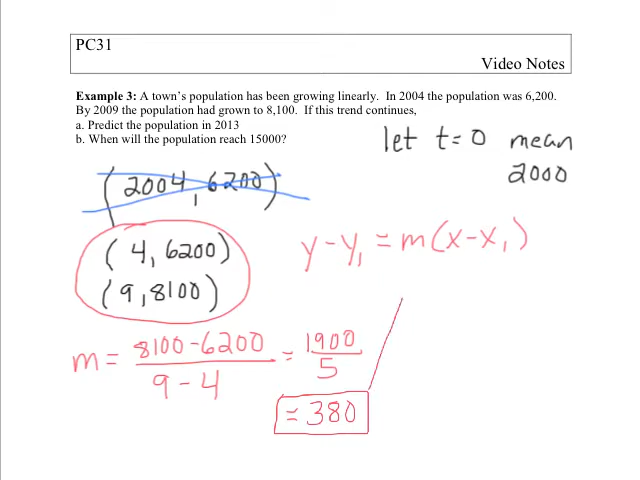 PC31
Video Notes
Example 3: A town's population has been growing linearly. In 2004 the population was 6,200.
By 2009 the population had grown to 8,100. If this trend continues,
a. Predict the population in 2013
b. When will the population reach 15000?
let t=0 mean
2000
(2004, 6200)
(4, 6200)
(9, 8100)
y-y₁ = m(x-x₁)
m = 8100-6200 / 9-4 = 1900 / 5
= 380